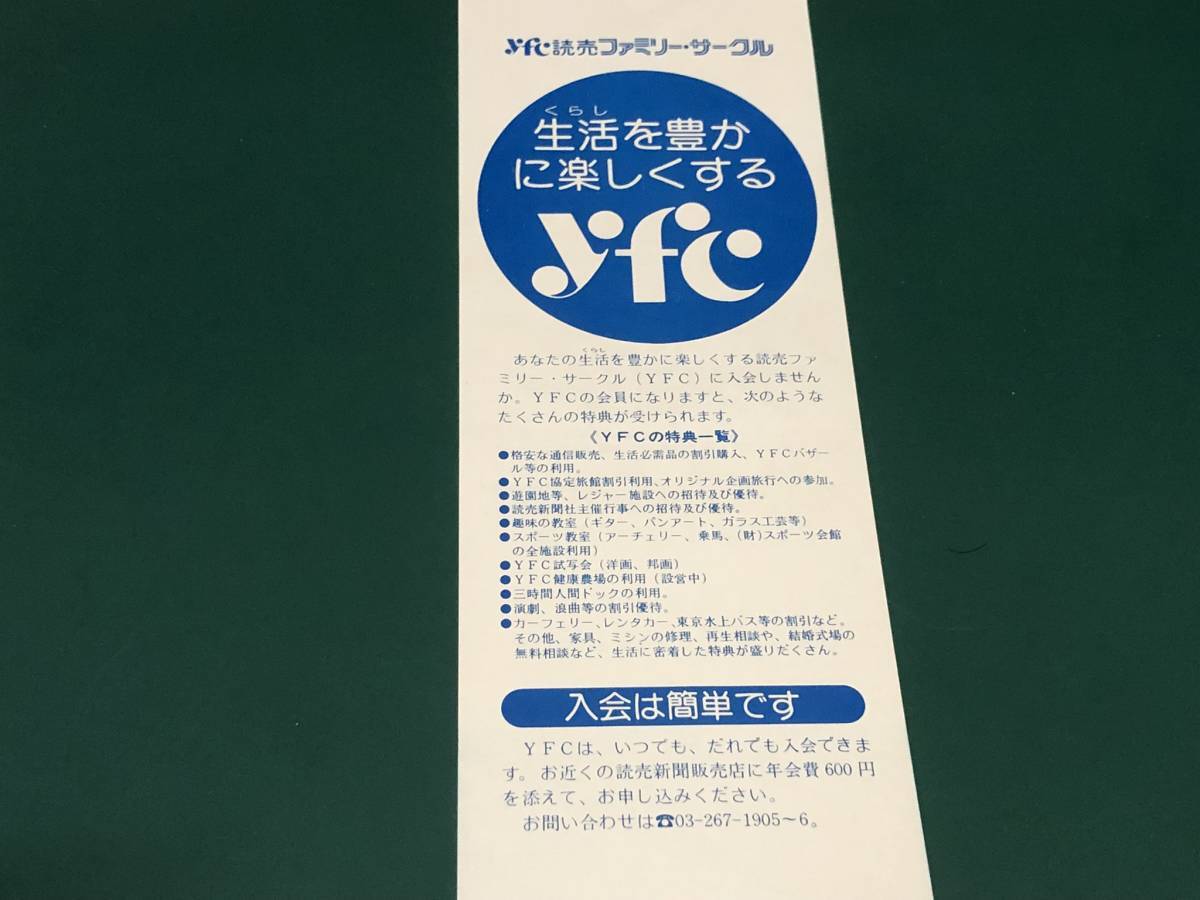 yfc 読売ファミリー・サークル
くらし
生活を豊か
に楽しくする
yfc
くらし
あなたの生活を豊かに楽しくする読売ファ
ミリー・サークル(YFC)に入会しません
か。YFCの会員になりますと、次のような
たくさんの特典が受けられます。
《YFCの特典一覧》
●格安な通信販売、生活必需品の割引購入、YFCバザー
ル等の利用。
●YFC協定旅館割引利用、オリジナル企画旅行への参加。
●遊園地等、レジャー施設への招待及び優待。
●読売新聞社主催行事への招待及び優待。
●趣味の教室(ギター、パンアート、ガラス工芸等)
●スポーツ教室(アーチェリー、乗馬、(財)スポーツ会館
の全施設利用)
●YFC試写会(洋画、邦画)
●YFC健康農場の利用(設営中)
●三時間人間ドックの利用。
●演劇、浪曲等の割引優待。
●カーフェリー、レンタカー、東京水上バス等の割引など。
その他、家具、ミシンの修理、再生相談や、結婚式場の
無料相談など、生活に密着した特典が盛りだくさん。
入会は簡単です
YFCは、いつでも、だれでも入会できま
す。お近くの読売新聞販売店に年会費600円
を添えて、お申し込みください。
お問い合わせは☎03-267-1905~6。